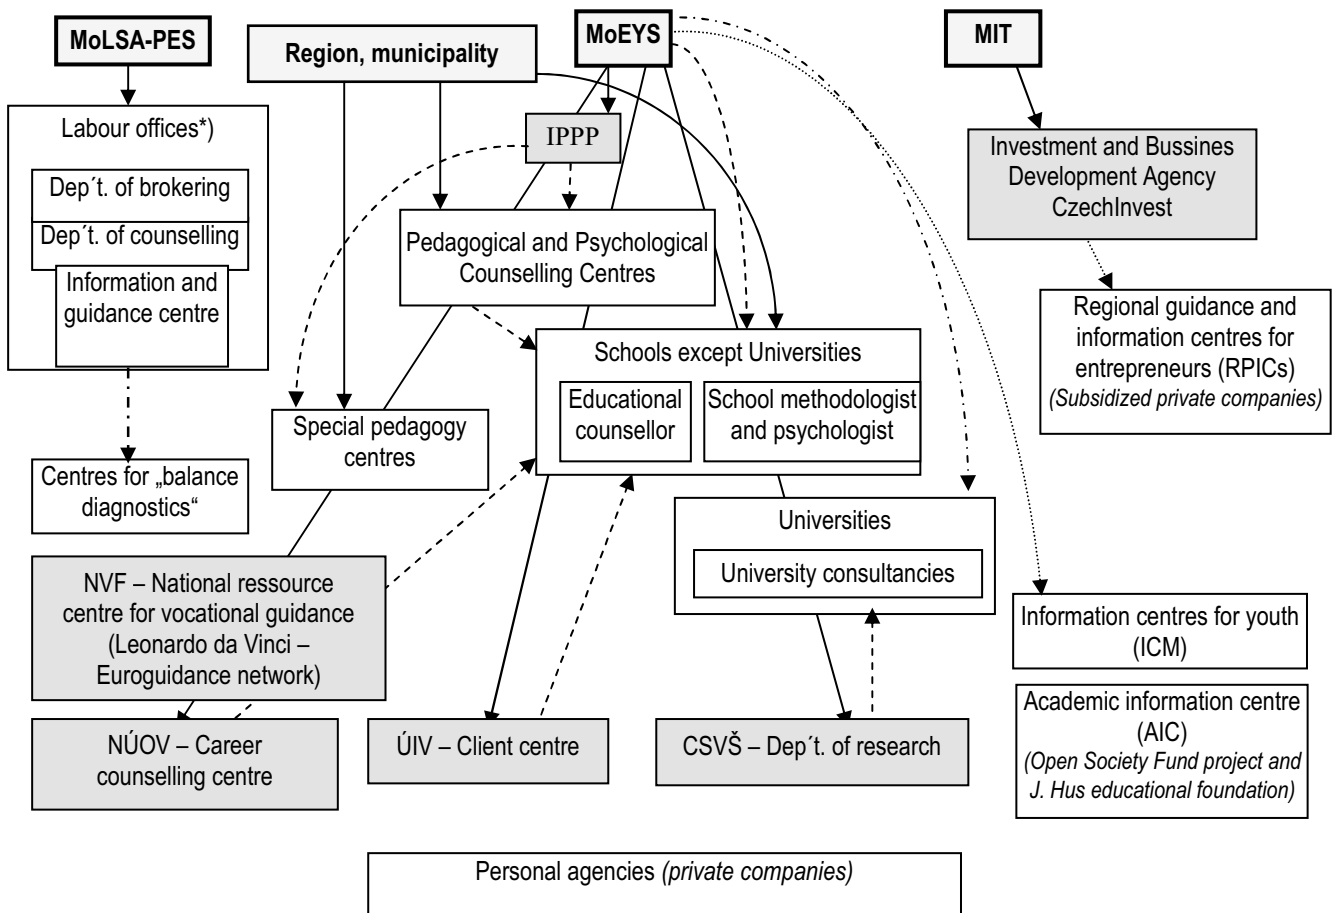 MoLSA-PES
Region, municipality
MoEYS
MIT
Labour offices*)
Dep´t. of brokering
Dep´t. of counselling
Information and
guidance centre
IPPP
Investment and Bussines
Development Agency
CzechInvest
Pedagogical and Psychological
Counselling Centres
Regional guidance and
information centres for
entrepreneurs (RPICs)
(Subsidized private companies)
Schools except Universities
Educational
counsellor
School methodologist
and psychologist
Special pedagogy
centres
Centres for „balance
diagnostics“
Universities
University consultancies
NVF – National ressource
centre for vocational guidance
(Leonardo da Vinci –
Euroguidance network)
Information centres for youth
(ICM)
Academic information centre
(AIC)
(Open Society Fund project and
J. Hus educational foundation)
NÚOV – Career
counselling centre
ÚIV – Client centre
CSVŠ – Dep´t. of research
Personal agencies (private companies)